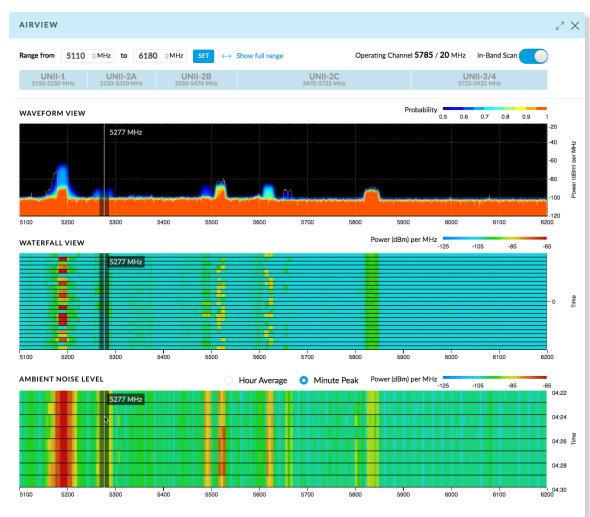 AIRVIEW
Range from 5110 MHz to 6180 MHz SET Show full range Operating Channel 5785 / 20 MHz In-Band Scan
UNII-1 UNII-2A UNII-2B UNII-2C UNII-3/4
5150-5250 MHz 5250-5350 MHz 5350-5470 MHz 5470-5725 MHz 5725-5925 MHz
WAVEFORM VIEW Probability 0.5 0.6 0.7 0.8 0.9 1
5277 MHz
-20
-40
-60
-80
-100
-120
Power (dBm) per MHz
5100 5200 5300 5400 5500 5600 5700 5800 5900 6000 6100 6200
WATERFALL VIEW Power (dBm) per MHz -125 -105 -85 -65
5277 MHz
0
Time
5100 5200 5300 5400 5500 5600 5700 5800 5900 6000 6100 6200
AMBIENT NOISE LEVEL Hour Average Minute Peak Power (dBm) per MHz -125 -105 -85 -65
5277 MHz
04:22
04:24
04:26
04:28
04:30
Time
5100 5200 5300 5400 5500 5600 5700 5800 5900 6000 6100 6200